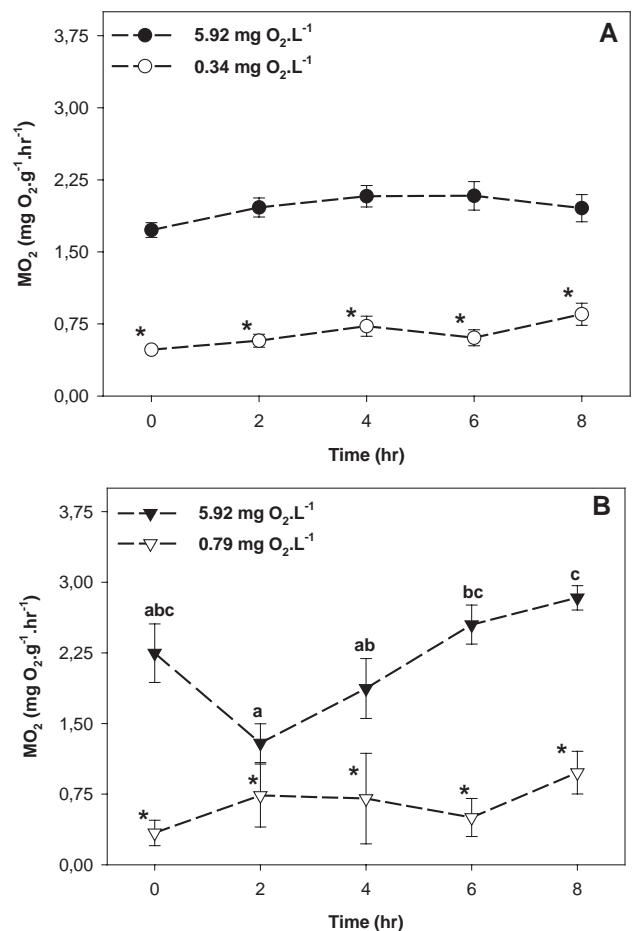 A
3,75
5.92 mg O₂.L⁻¹
0.34 mg O₂.L⁻¹
3,00
2,25
1,50
0,75
0,00
MO₂ (mg O₂.g⁻¹.hr⁻¹)
* * * * *
0 2 4 6 8
Time (hr)
B
3,75
5.92 mg O₂.L⁻¹
0.79 mg O₂.L⁻¹
3,00
2,25
1,50
0,75
0,00
MO₂ (mg O₂.g⁻¹.hr⁻¹)
abc a ab bc c
* * * * *
0 2 4 6 8
Time (hr)